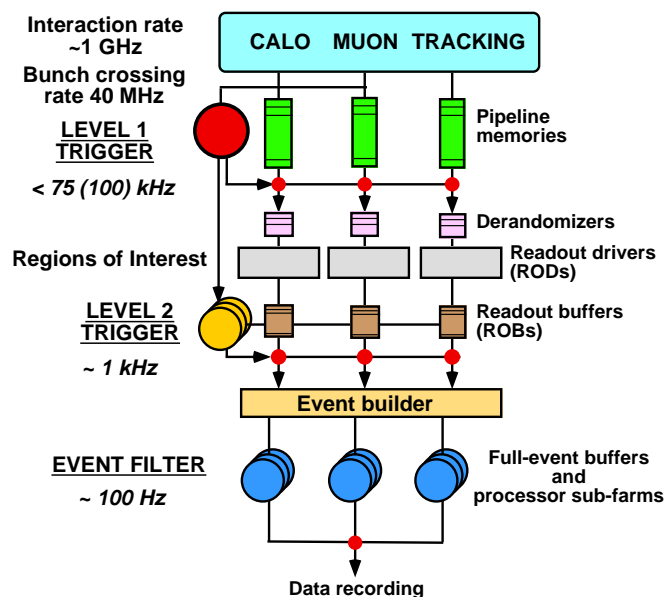 Interaction rate
~1 GHz
CALO MUON TRACKING
Bunch crossing
rate 40 MHz
Pipeline
memories
LEVEL 1
TRIGGER
< 75 (100) kHz
Derandomizers
Regions of Interest
Readout drivers
(RODs)
LEVEL 2
TRIGGER
Readout buffers
(ROBs)
~ 1 kHz
Event builder
EVENT FILTER
~ 100 Hz
Full-event buffers
and
processor sub-farms
Data recording